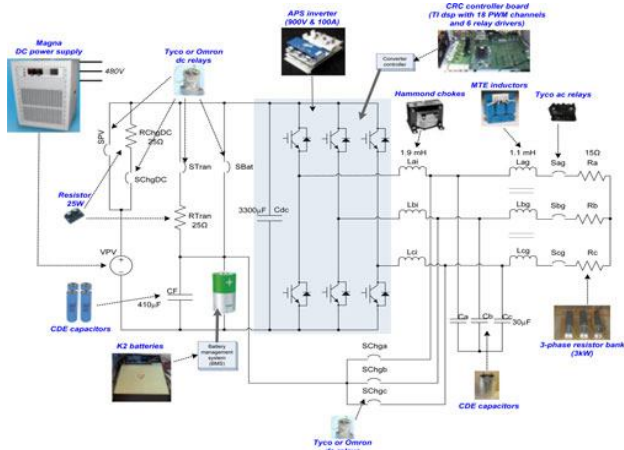 Magna
DC power supply
480V
Tyco or Omron
dc relays
APS inverter
(900V & 100A)
CRC controller board
(TI dsp with 18 PWM channels
and 6 relay drivers)
Converter
controller
Hammond chokes
MTE inductors
Tyco ac relays
SPV
RChgDC
25Ω
SChgDC
STran
SBat
Resistor
25W
RTran
25Ω
3300µF
Cdc
1.9 mH
Lai
Lbi
Lci
1.1 mH
Lag
Lbg
Lcg
Sag
Sbg
Scg
15Ω
Ra
Rb
Rc
VPV
CF
410µF
CDE capacitors
K2 batteries
Battery
management
system
(BMS)
Ca
Cb
Cc
30µF
3-phase resistor bank
(3kW)
SChga
SChgb
SChgc
CDE capacitors
Tyco or Omron
dc relays